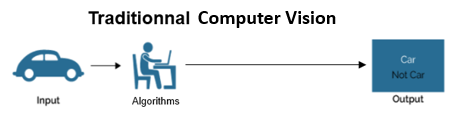 Traditionnal Computer Vision
Car
Not Car
Input
Algorithms
Output